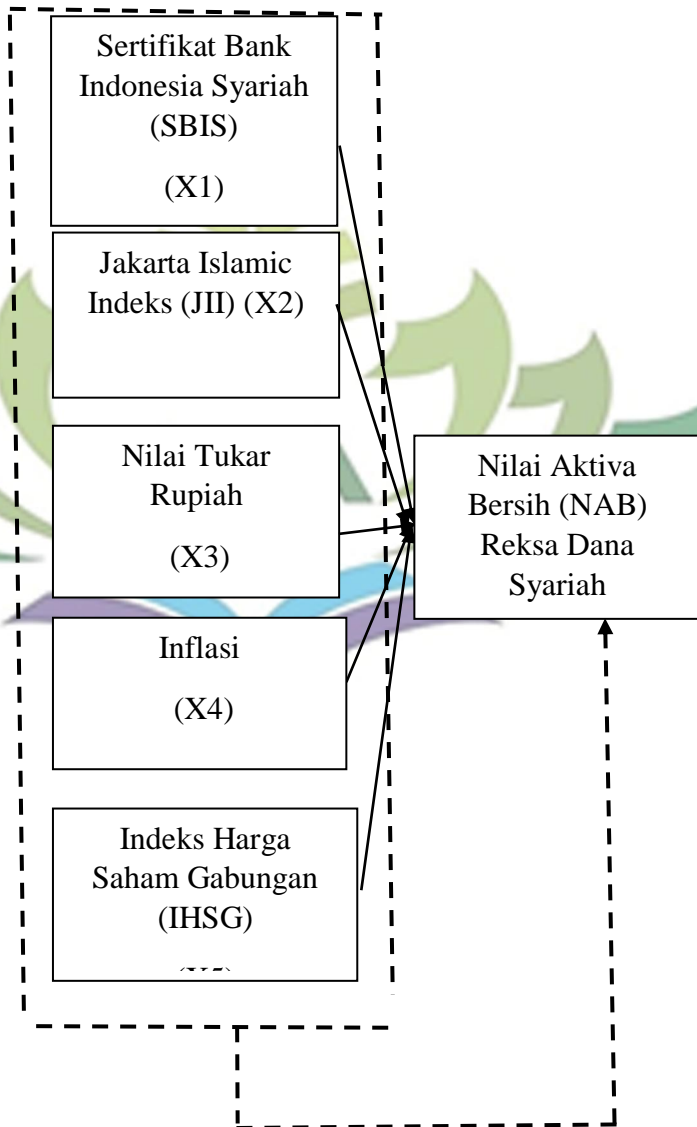 Sertifikat Bank
Indonesia Syariah
(SBIS)
(X1)
Jakarta Islamic
Indeks (JII) (X2)
Nilai Tukar
Rupiah
(X3)
Inflasi
(X4)
Indeks Harga
Saham Gabungan
(IHSG)
Nilai Aktiva
Bersih (NAB)
Reksa Dana
Syariah